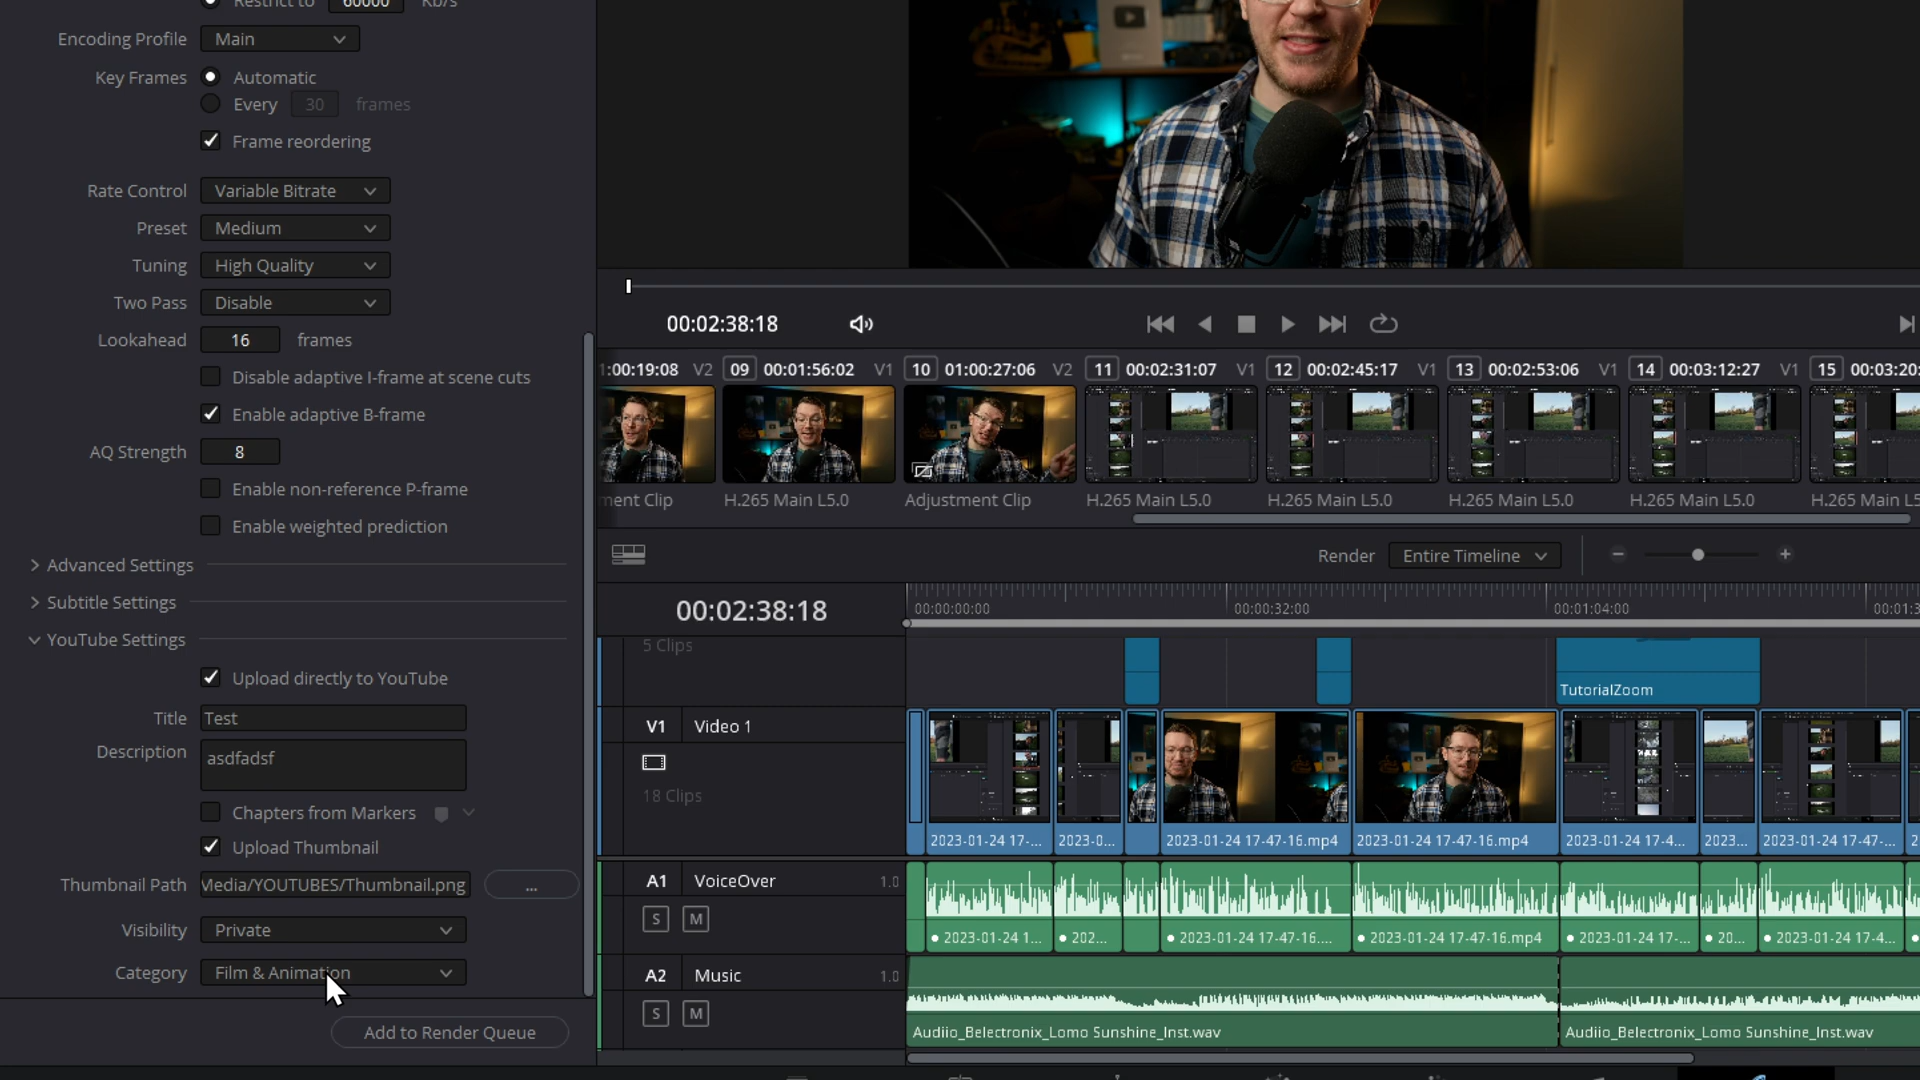 Restrict to 60000 Kb/s
Encoding Profile Main
Key Frames Automatic
Every 30 frames
Frame reordering
Rate Control Variable Bitrate
Preset Medium
Tuning High Quality
Two Pass Disable
Lookahead 16 frames
Disable adaptive I-frame at scene cuts
Enable adaptive B-frame
AQ Strength 8
Enable non-reference P-frame
Enable weighted prediction
Advanced Settings
Subtitle Settings
YouTube Settings
Upload directly to YouTube
Title Test
Description asdfadsf
Chapters from Markers
Upload Thumbnail
Thumbnail Path Media/YOUTUBES/Thumbnail.png ...
Visibility Private
Category Film & Animation
Add to Render Queue
00:02:38:18
:00:19:08 V2 09 00:01:56:02 V1 10 01:00:27:06 V2 11 00:02:31:07 V1 12 00:02:45:17 V1 13 00:02:53:06 V1 14 00:03:12:27 V1 15 00:03:20:
ment Clip H.265 Main L5.0 Adjustment Clip H.265 Main L5.0 H.265 Main L5.0 H.265 Main L5.0 H.265 Main L5.0 H.265 Main L5
Render Entire Timeline
00:02:38:18 00:00:00:00 00:00:32:00 00:01:04:00 00:01:3
5 Clips
TutorialZoom
V1 Video 1
18 Clips
2023-01-24 17-... 2023-0... 2023-01-24 17-47-16.mp4 2023-01-24 17-47-16.mp4 2023-01-24 17-4... 2023... 2023-01-24 17-47-... 2
A1 VoiceOver 1.0
S M
2023-01-24 1... 202... 2023-01-24 17-47-16.... 2023-01-24 17-47-16.mp4 2023-01-24 17-... 20... 2023-01-24 17-4...
A2 Music 1.0
S M
Audiio_Belectronix_Lomo Sunshine_Inst.wav Audiio_Belectronix_Lomo Sunshine_Inst.wav